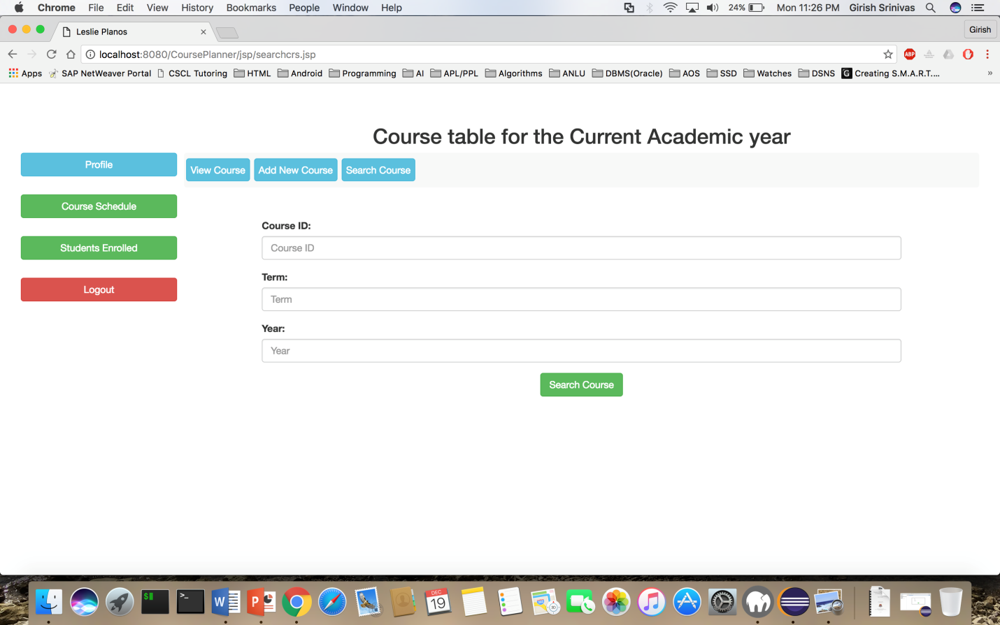 Chrome File Edit View History Bookmarks People Window Help 24% Mon 11:26 PM Girish Srinivas
Leslie Planos Girish
localhost:8080/CoursePlanner/jsp/searchcrs.jsp ABP
Apps SAP NetWeaver Portal CSCL Tutoring HTML Android Programming AI APL/PPL Algorithms ANLU DBMS(Oracle) AOS SSD Watches DSNS G Creating S.M.A.R.T.... »
Course table for the Current Academic year
Profile
View Course Add New Course Search Course
Course Schedule
Students Enrolled
Logout
Course ID:
Course ID
Term:
Term
Year:
Year
Search Course
$ >_ W P DEC 19 3D